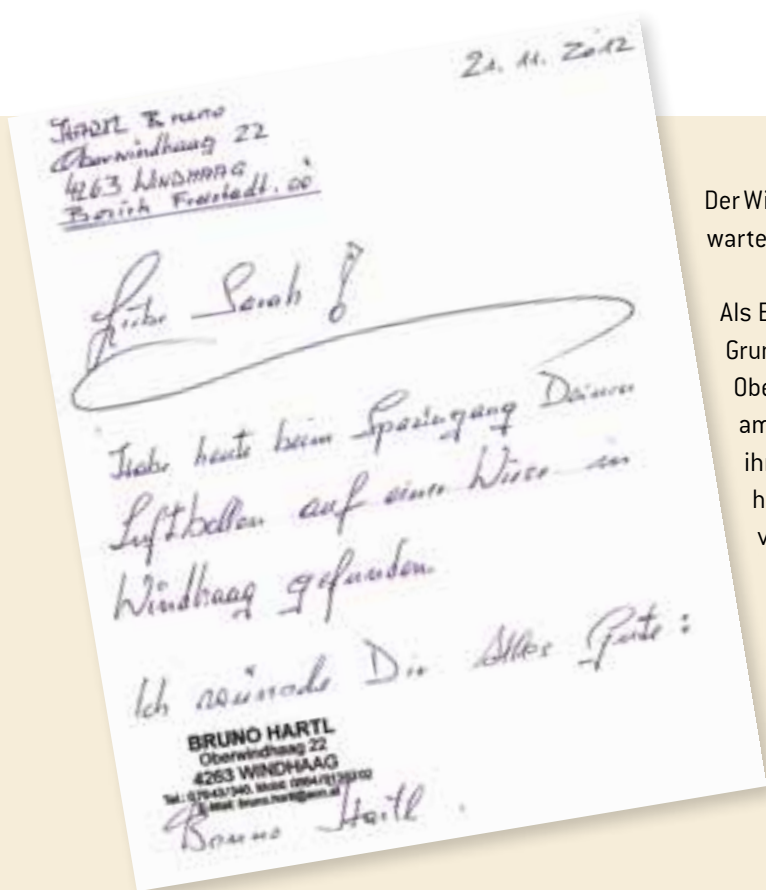 21. 11. 2012
HARTL Bruno
Oberwindhaag 22
4263 WINDHAAG
Bezirk Freistadt. OÖ
Liebe Sarah!
Habe heute beim Spaziergang Deinen
Luftballon auf einer Wiese in
Windhaag gefunden.
Ich wünsche Dir Alles Gute:
BRUNO HARTL
Oberwindhaag 22
4263 WINDHAAG
Bruno Hartl.
Der Wi
warte
Als E
Grun
Obe
am
ihr
h
v